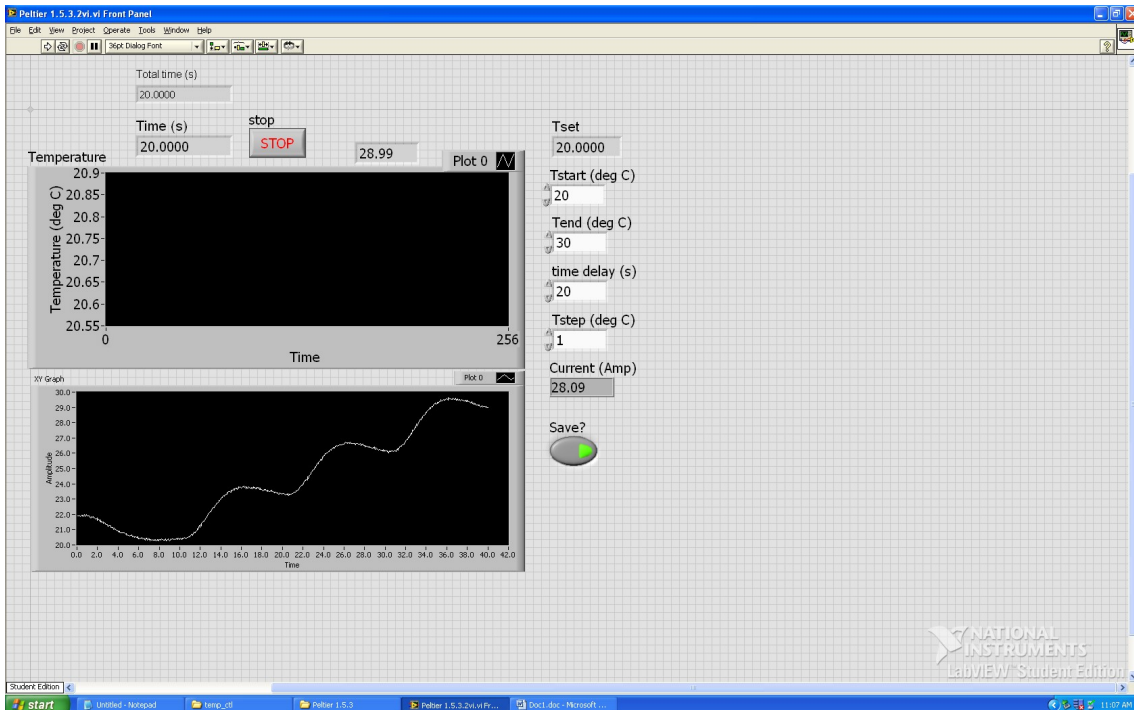 Peltier 1.5.3.2vi.vi Front Panel
File Edit View Project Operate Tools Window Help
36pt Dialog Font
?
Total time (s)
20.0000
Time (s)
20.0000
stop
STOP
28.99
Temperature
Plot 0
Temperature (deg C)
20.9
20.85
20.8
20.75
20.7
20.65
20.6
20.55
0
256
Time
Tset
20.0000
Tstart (deg C)
20
Tend (deg C)
30
time delay (s)
20
Tstep (deg C)
1
Current (Amp)
28.09
Save?
XY Graph
Plot 0
Amplitude
30.0
29.0
28.0
27.0
26.0
25.0
24.0
23.0
22.0
21.0
20.0
0.0 2.0 4.0 6.0 8.0 10.0 12.0 14.0 16.0 18.0 20.0 22.0 24.0 26.0 28.0 30.0 32.0 34.0 36.0 38.0 40.0 42.0
Time
NATIONAL
INSTRUMENTS
LabVIEW™ Student Edition
Student Edition
start
Untitled - Notepad
temp_ctl
Peltier 1.5.3
Peltier 1.5.3.2vi.vi Fr...
Doc1.doc - Microsoft ...
11:07 AM